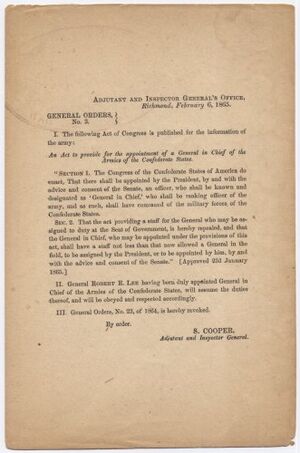 ADJUTANT AND INSPECTOR GENERAL'S OFFICE,
Richmond, February 6, 1865.
GENERAL ORDERS, }
No. 3. }
I. The following Act of Congress is published for the information of
the army:
An Act to provide for the appointment of a General in Chief of the
Armies of the Confederate States.
"SECTION 1. The Congress of the Confederate States of America do
enact, That there shall be appointed by the President, by and with the
advice and consent of the Senate, an officer, who shall be known and
designated as 'General in Chief,' who shall be ranking officer of the
army, and as such, shall have command of the military forces of the
Confederate States.
SEC. 2. That the act providing a staff for the General who may be as-
signed to duty at the Seat of Government, is hereby repealed, and that
the General in Chief, who may be appointed under the provisions of this
act, shall have a staff not less than that now allowed a General in the
field, to be assigned by the President, or to be appointed by him, by and
with the advice and consent of the Senate." [Approved 23d January
1865.]
II. General ROBERT E. LEE having been duly appointed General in
Chief of the Armies of the Confederate States, will assume the duties
thereof, and will be obeyed and respected accordingly.
III. General Orders, No. 23, of 1864, is hereby revoked.
By order.
S. COOPER,
Adjutant and Inspector General.